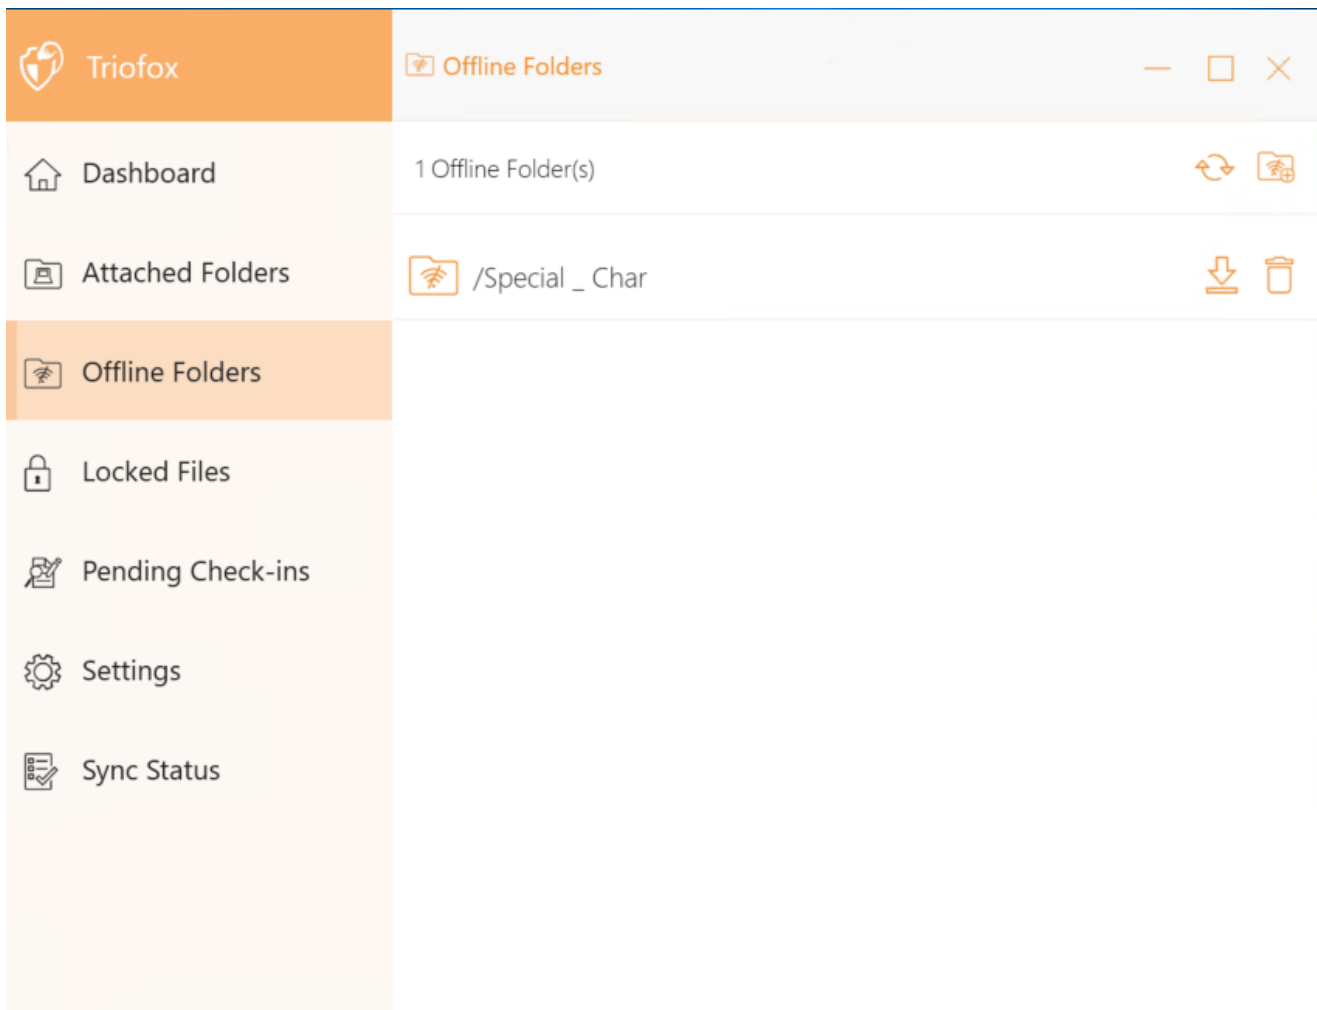 Triofox
Offline Folders
Dashboard
1 Offline Folder(s)
Attached Folders
/Special _ Char
Offline Folders
Locked Files
Pending Check-ins
Settings
Sync Status